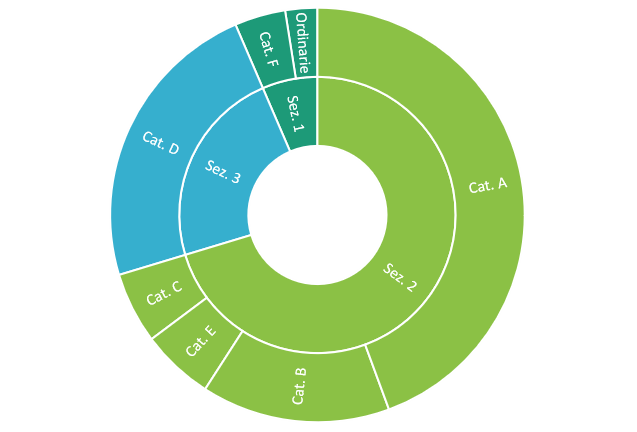 Ordinarie
Cat. F
Sez. 1
Cat. D
Sez. 3
Cat. A
Sez. 2
Cat. C
Cat. E
Cat. B